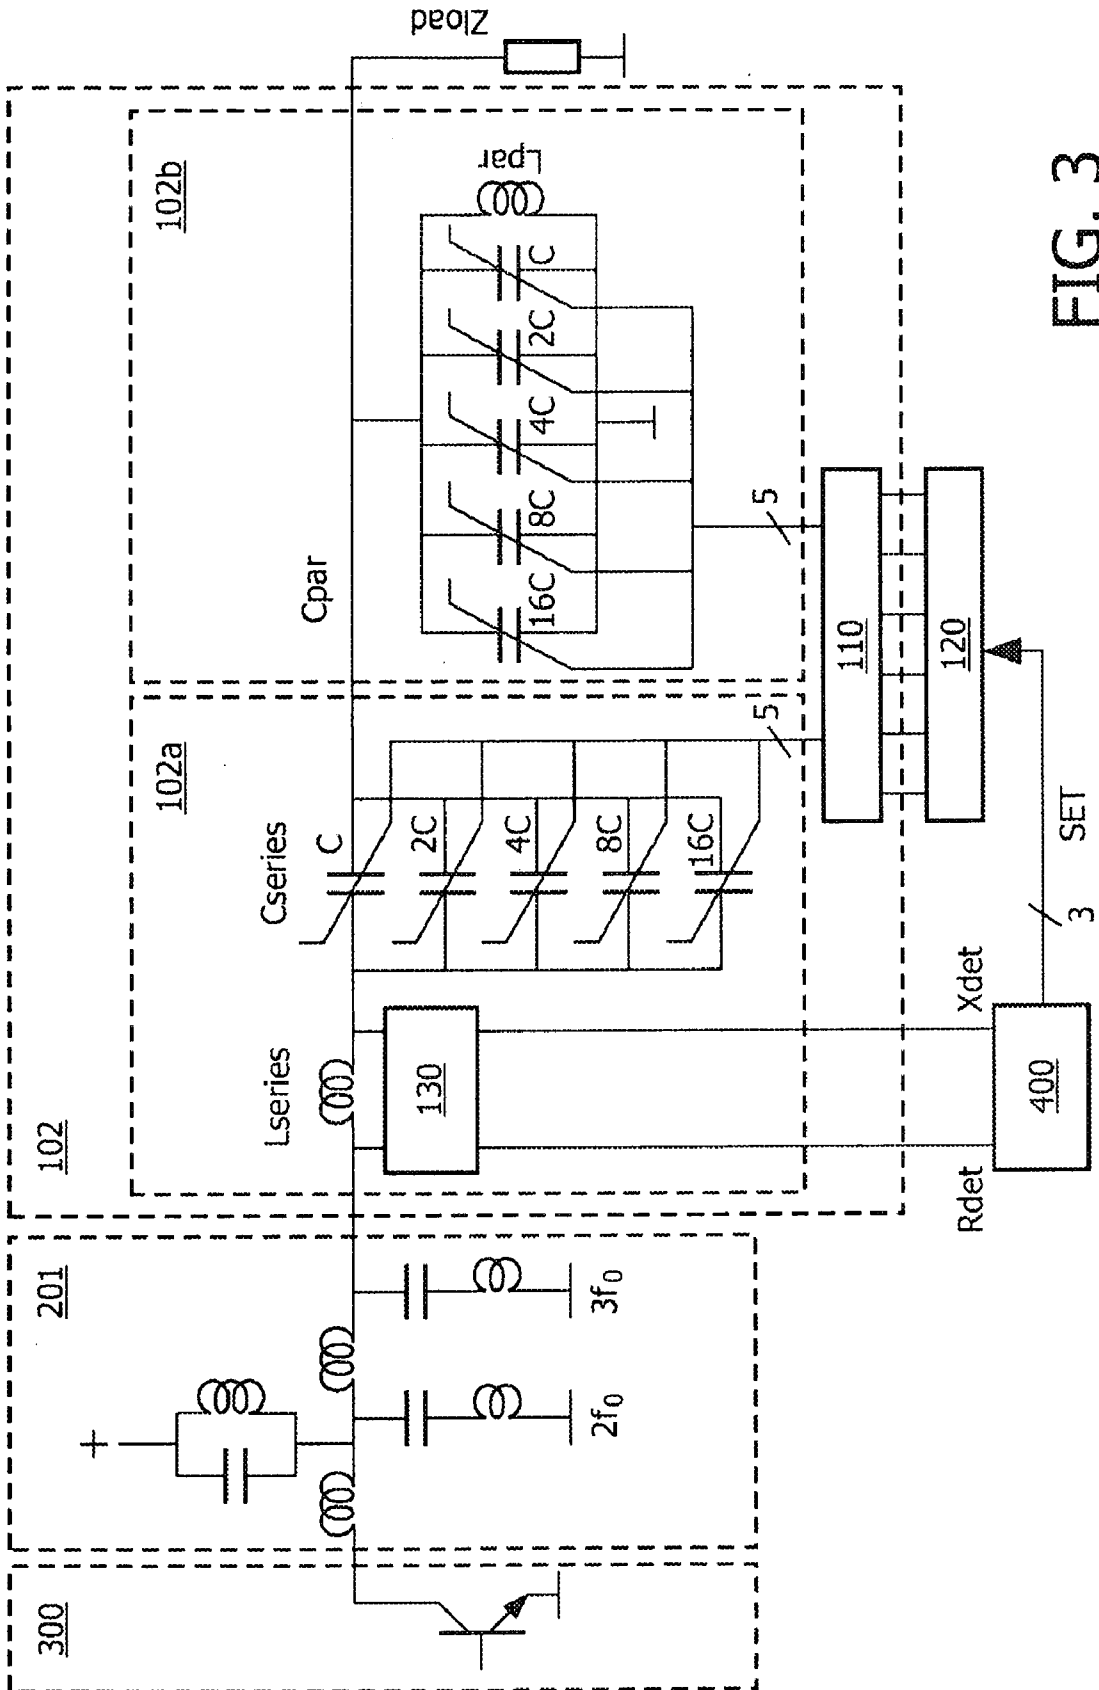 300
201
+
2f₀
3f₀
102
102a
Lseries
130
Cseries
C
2C
4C
8C
16C
5
102b
Cpar
16C
8C
4C
2C
C
Lpar
5
Zload
110
120
Rdet
Xdet
400
3
SET
FIG. 3